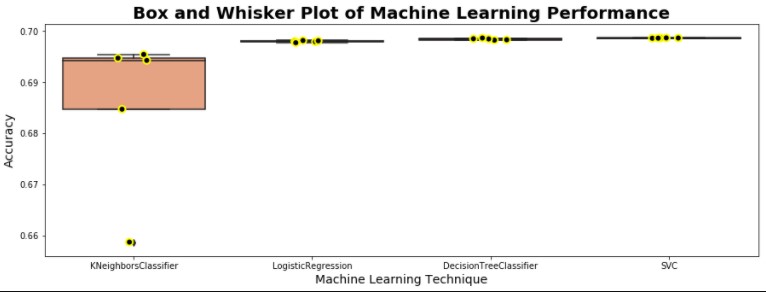 Box and Whisker Plot of Machine Learning Performance
0.70
0.69
0.68
0.67
0.66
Accuracy
KNeighborsClassifier LogisticRegression DecisionTreeClassifier SVC
Machine Learning Technique